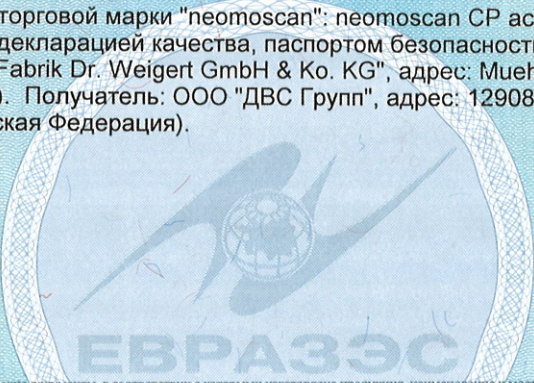 торговой марки "neomoscan": neomoscan CP ac
декларацией качества, паспортом безопасност
Fabrik Dr. Weigert GmbH & Ko. KG", адрес: Mueh
). Получатель: ООО "ДВС Групп", адрес: 12908
ская Федерация).
ЕВРАЗЭС